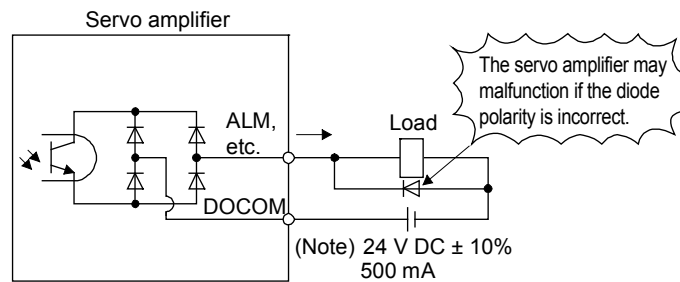 Servo amplifier
The servo amplifier may
malfunction if the diode
polarity is incorrect.
ALM,
etc.
Load
DOCOM
(Note) 24 V DC ± 10%
500 mA